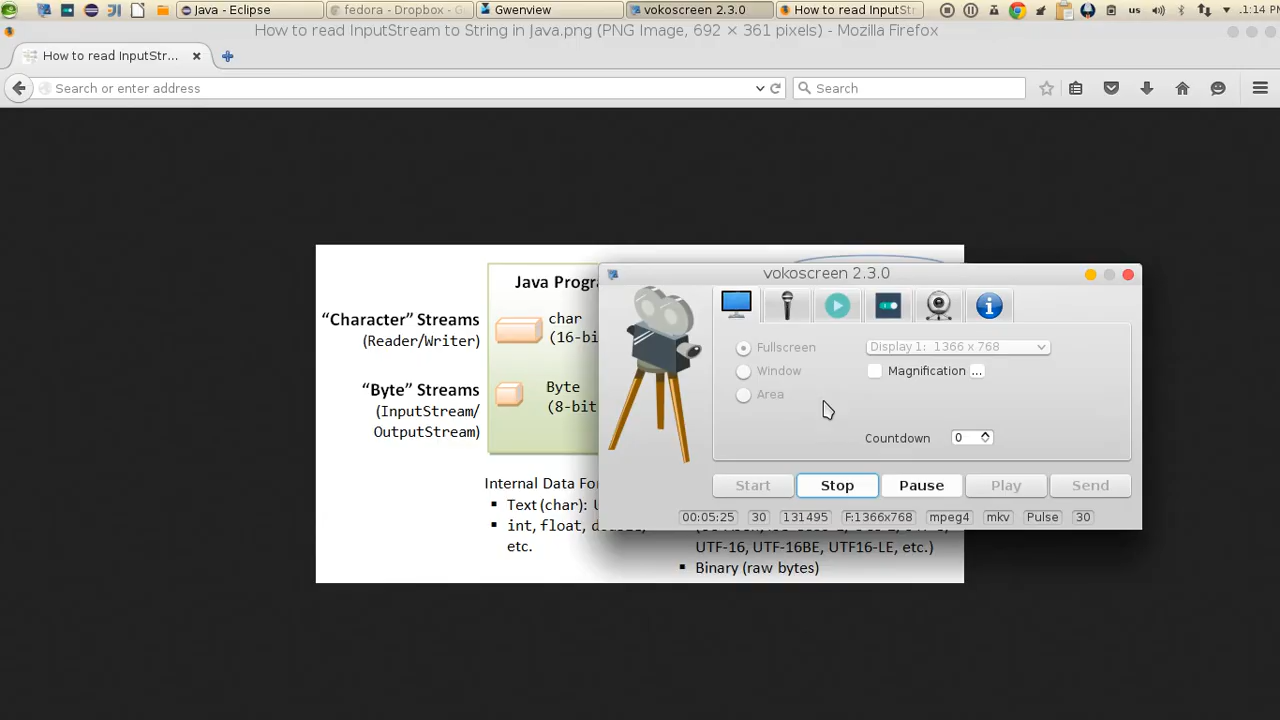 Java - Eclipse
fedora - Dropbox - G
Gwenview
vokoscreen 2.3.0
How to read InputStr
us
1:14 PM
How to read InputStream to String in Java.png (PNG Image, 692 × 361 pixels) - Mozilla Firefox
How to read InputStr...
Search or enter address
Search
Java Progra
“Character” Streams
(Reader/Writer)
char
(16-bi
“Byte” Streams
(InputStream/
OutputStream)
Byte
(8-bit
Internal Data Fo
▪ Text (char): U
▪ int, float, double,
etc.
UTF-16, UTF-16BE, UTF16-LE, etc.)
▪ Binary (raw bytes)
vokoscreen 2.3.0
Fullscreen
Display 1: 1366 x 768
Window
Magnification ...
Area
Countdown 0
Start Stop Pause Play Send
00:05:25 30 131495 F:1366x768 mpeg4 mkv Pulse 30